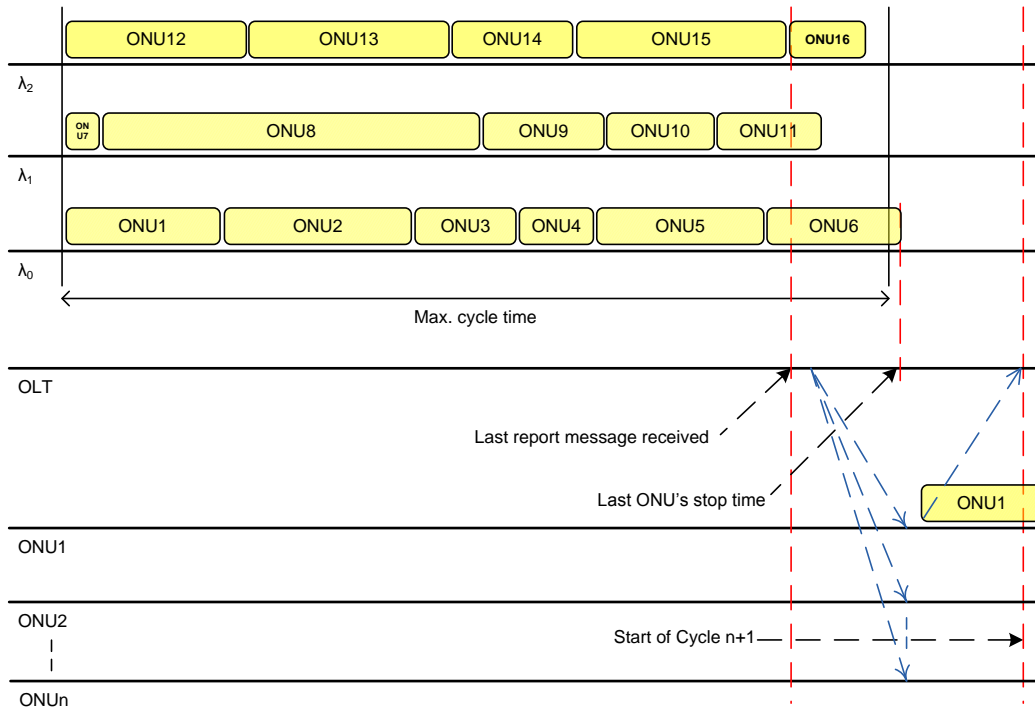 ONU12 ONU13 ONU14 ONU15 ONU16
λ2
ON
U7
ONU8 ONU9 ONU10 ONU11
λ1
ONU1 ONU2 ONU3 ONU4 ONU5 ONU6
λ0
Max. cycle time
OLT
Last report message received
Last ONU's stop time
ONU1
ONU1
ONU2
Start of Cycle n+1
ONUn